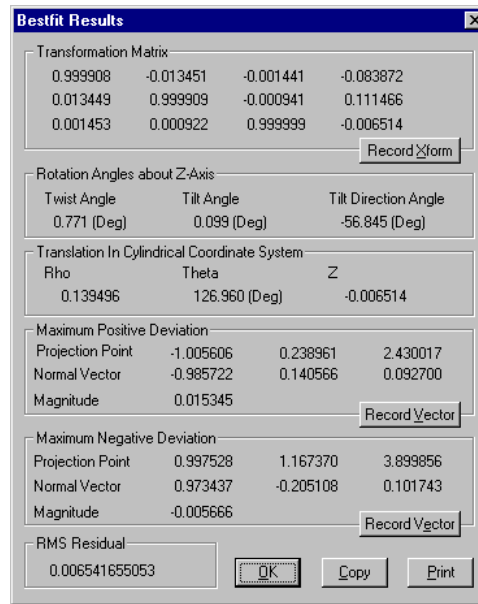 Bestfit Results
Transformation Matrix
0.999908 -0.013451 -0.001441 -0.083872
0.013449 0.999909 -0.000941 0.111466
0.001453 0.000922 0.999999 -0.006514
Record Xform
Rotation Angles about Z-Axis
Twist Angle Tilt Angle Tilt Direction Angle
0.771 (Deg) 0.099 (Deg) -56.845 (Deg)
Translation In Cylindrical Coordinate System
Rho Theta Z
0.139496 126.960 (Deg) -0.006514
Maximum Positive Deviation
Projection Point -1.005606 0.238961 2.430017
Normal Vector -0.985722 0.140566 0.092700
Magnitude 0.015345
Record Vector
Maximum Negative Deviation
Projection Point 0.997528 1.167370 3.899856
Normal Vector 0.973437 -0.205108 0.101743
Magnitude -0.005666
Record Vector
RMS Residual
0.006541655053
OK Copy Print